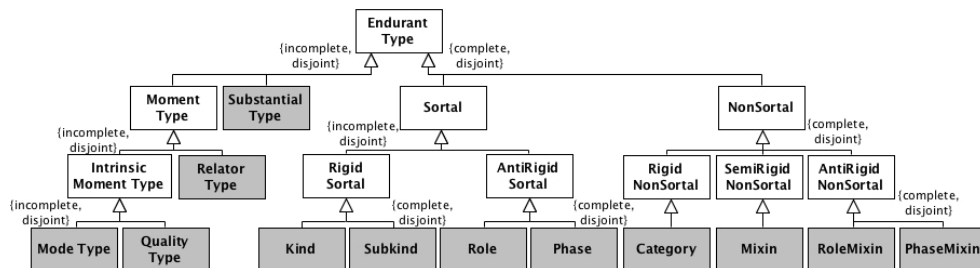 Endurant
Type
{incomplete,
disjoint}
{complete,
disjoint}
Moment
Type
Substantial
Type
Sortal
NonSortal
{incomplete,
disjoint}
{incomplete,
disjoint}
{complete,
disjoint}
Intrinsic
Moment Type
Relator
Type
Rigid
Sortal
AntiRigid
Sortal
Rigid
NonSortal
SemiRigid
NonSortal
AntiRigid
NonSortal
{incomplete,
disjoint}
{complete,
disjoint}
{complete,
disjoint}
{complete,
disjoint}
Mode Type
Quality
Type
Kind
Subkind
Role
Phase
Category
Mixin
RoleMixin
PhaseMixin